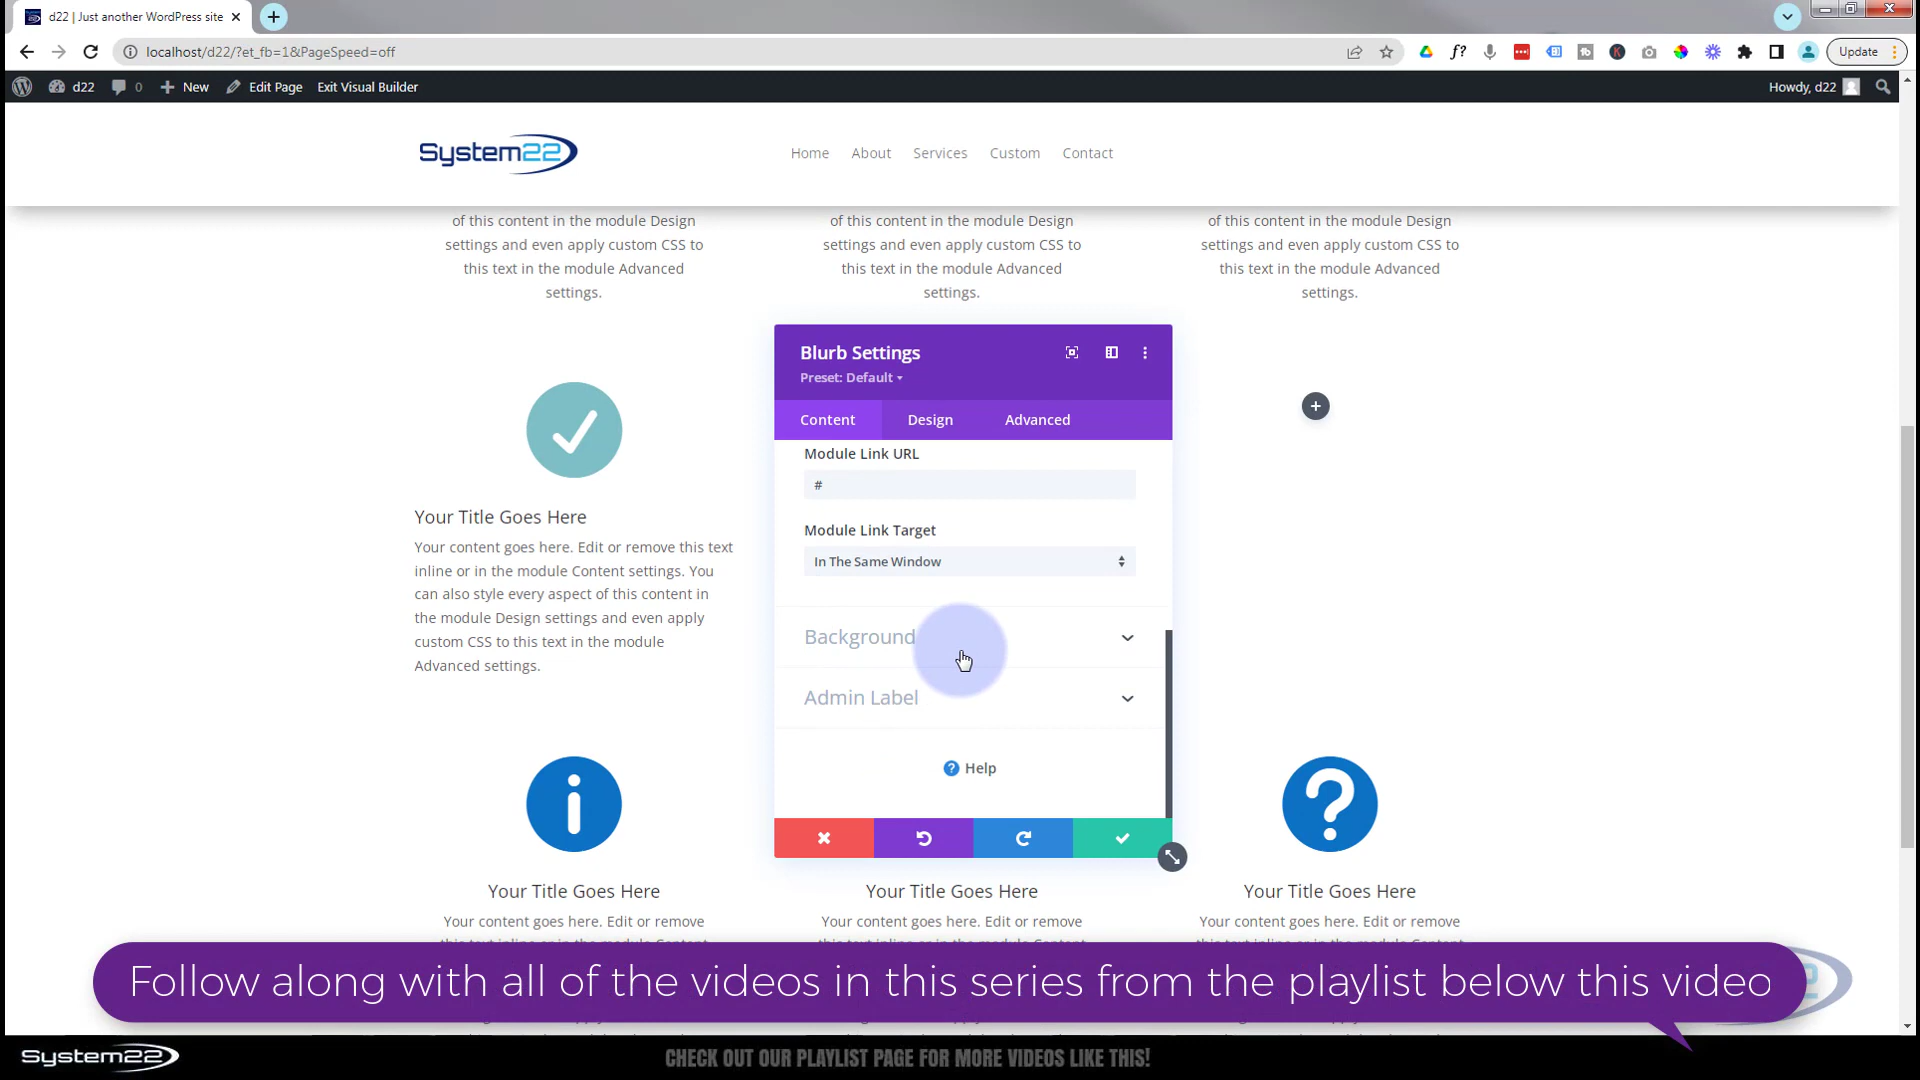 d22 | Just another WordPress site
localhost/d22/?et_fb=1&PageSpeed=off
f?
Update
d22
0
New
Edit Page
Exit Visual Builder
Howdy, d22
System22
Home
About
Services
Custom
Contact
of this content in the module Design
settings and even apply custom CSS to
this text in the module Advanced
settings.
of this content in the module Design
settings and even apply custom CSS to
this text in the module Advanced
settings.
of this content in the module Design
settings and even apply custom CSS to
this text in the module Advanced
settings.
Your Title Goes Here
Your content goes here. Edit or remove this text
inline or in the module Content settings. You
can also style every aspect of this content in
the module Design settings and even apply
custom CSS to this text in the module
Advanced settings.
Blurb Settings
Preset: Default
Content
Design
Advanced
Module Link URL
#
Module Link Target
In The Same Window
Background
Admin Label
Help
Your Title Goes Here
Your content goes here. Edit or remove
Your Title Goes Here
Your content goes here. Edit or remove
Your Title Goes Here
Your content goes here. Edit or remove
Follow along with all of the videos in this series from the playlist below this video
System22
CHECK OUT OUR PLAYLIST PAGE FOR MORE VIDEOS LIKE THIS!